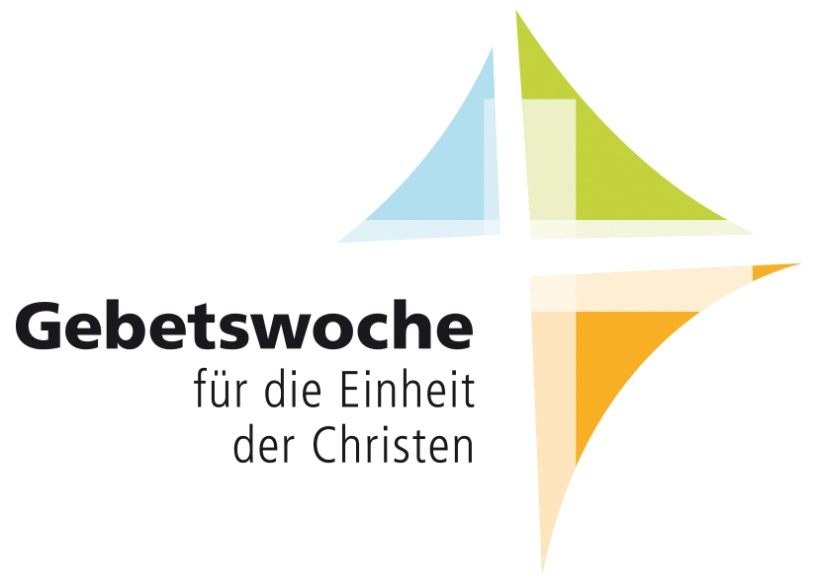 Gebetswoche
für die Einheit
der Christen